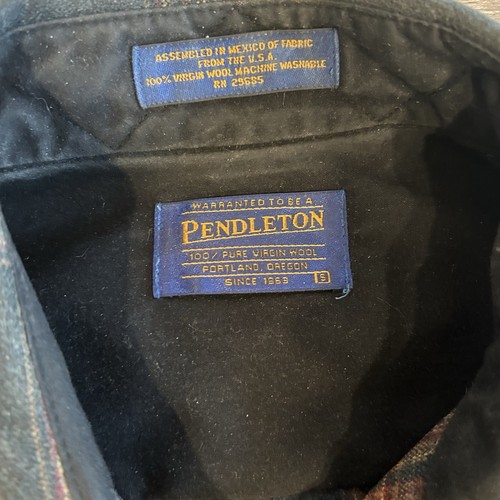 ASSEMBLED IN MEXICO OF FABRIC
FROM THE U.S.A.
100% VIRGIN WOOL MACHINE WASHABLE
RN 29685
WARRANTED TO BE A
PENDLETON
100/ PURE VIRGIN WOOL
PORTLAND, OREGON
SINCE 1863 S